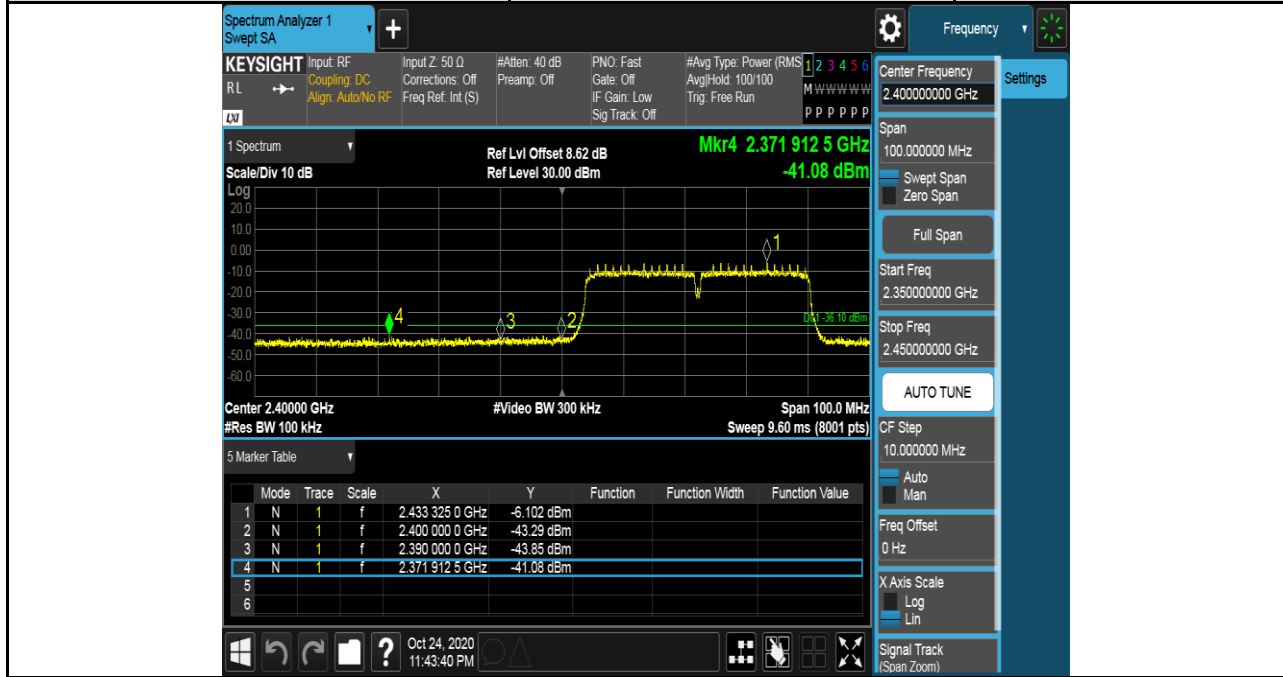 Spectrum Analyzer 1
Swept SA
+
Frequency
KEYSIGHT
RL
LXI
Input: RF
Coupling: DC
Align: Auto/No RF
Input Z: 50 Ω
Corrections: Off
Freq Ref: Int (S)
#Atten: 40 dB
Preamp: Off
PNO: Fast
Gate: Off
IF Gain: Low
Sig Track: Off
#Avg Type: Power (RMS
Avg|Hold: 100/100
Trig: Free Run
1 2 3 4 5 6
M W W W W W
P P P P P P
1 Spectrum
Scale/Div 10 dB
Ref Lvl Offset 8.62 dB
Ref Level 30.00 dBm
Mkr4 2.371 912 5 GHz
-41.08 dBm
Log
20.0
10.0
0.00
-10.0
-20.0
-30.0
-40.0
-50.0
-60.0
1
4
3
2
-36.10 dBm
Center 2.40000 GHz
#Video BW 300 kHz
Span 100.0 MHz
#Res BW 100 kHz
Sweep 9.60 ms (8001 pts)
5 Marker Table
Mode Trace Scale X Y Function Function Width Function Value
1 N 1 f 2.433 325 0 GHz -6.102 dBm
2 N 1 f 2.400 000 0 GHz -43.29 dBm
3 N 1 f 2.390 000 0 GHz -43.85 dBm
4 N 1 f 2.371 912 5 GHz -41.08 dBm
5
6
?
Oct 24, 2020
11:43:40 PM
Center Frequency
2.400000000 GHz
Settings
Span
100.000000 MHz
Swept Span
Zero Span
Full Span
Start Freq
2.350000000 GHz
Stop Freq
2.450000000 GHz
AUTO TUNE
CF Step
10.000000 MHz
Auto
Man
Freq Offset
0 Hz
X Axis Scale
Log
Lin
Signal Track
(Span Zoom)